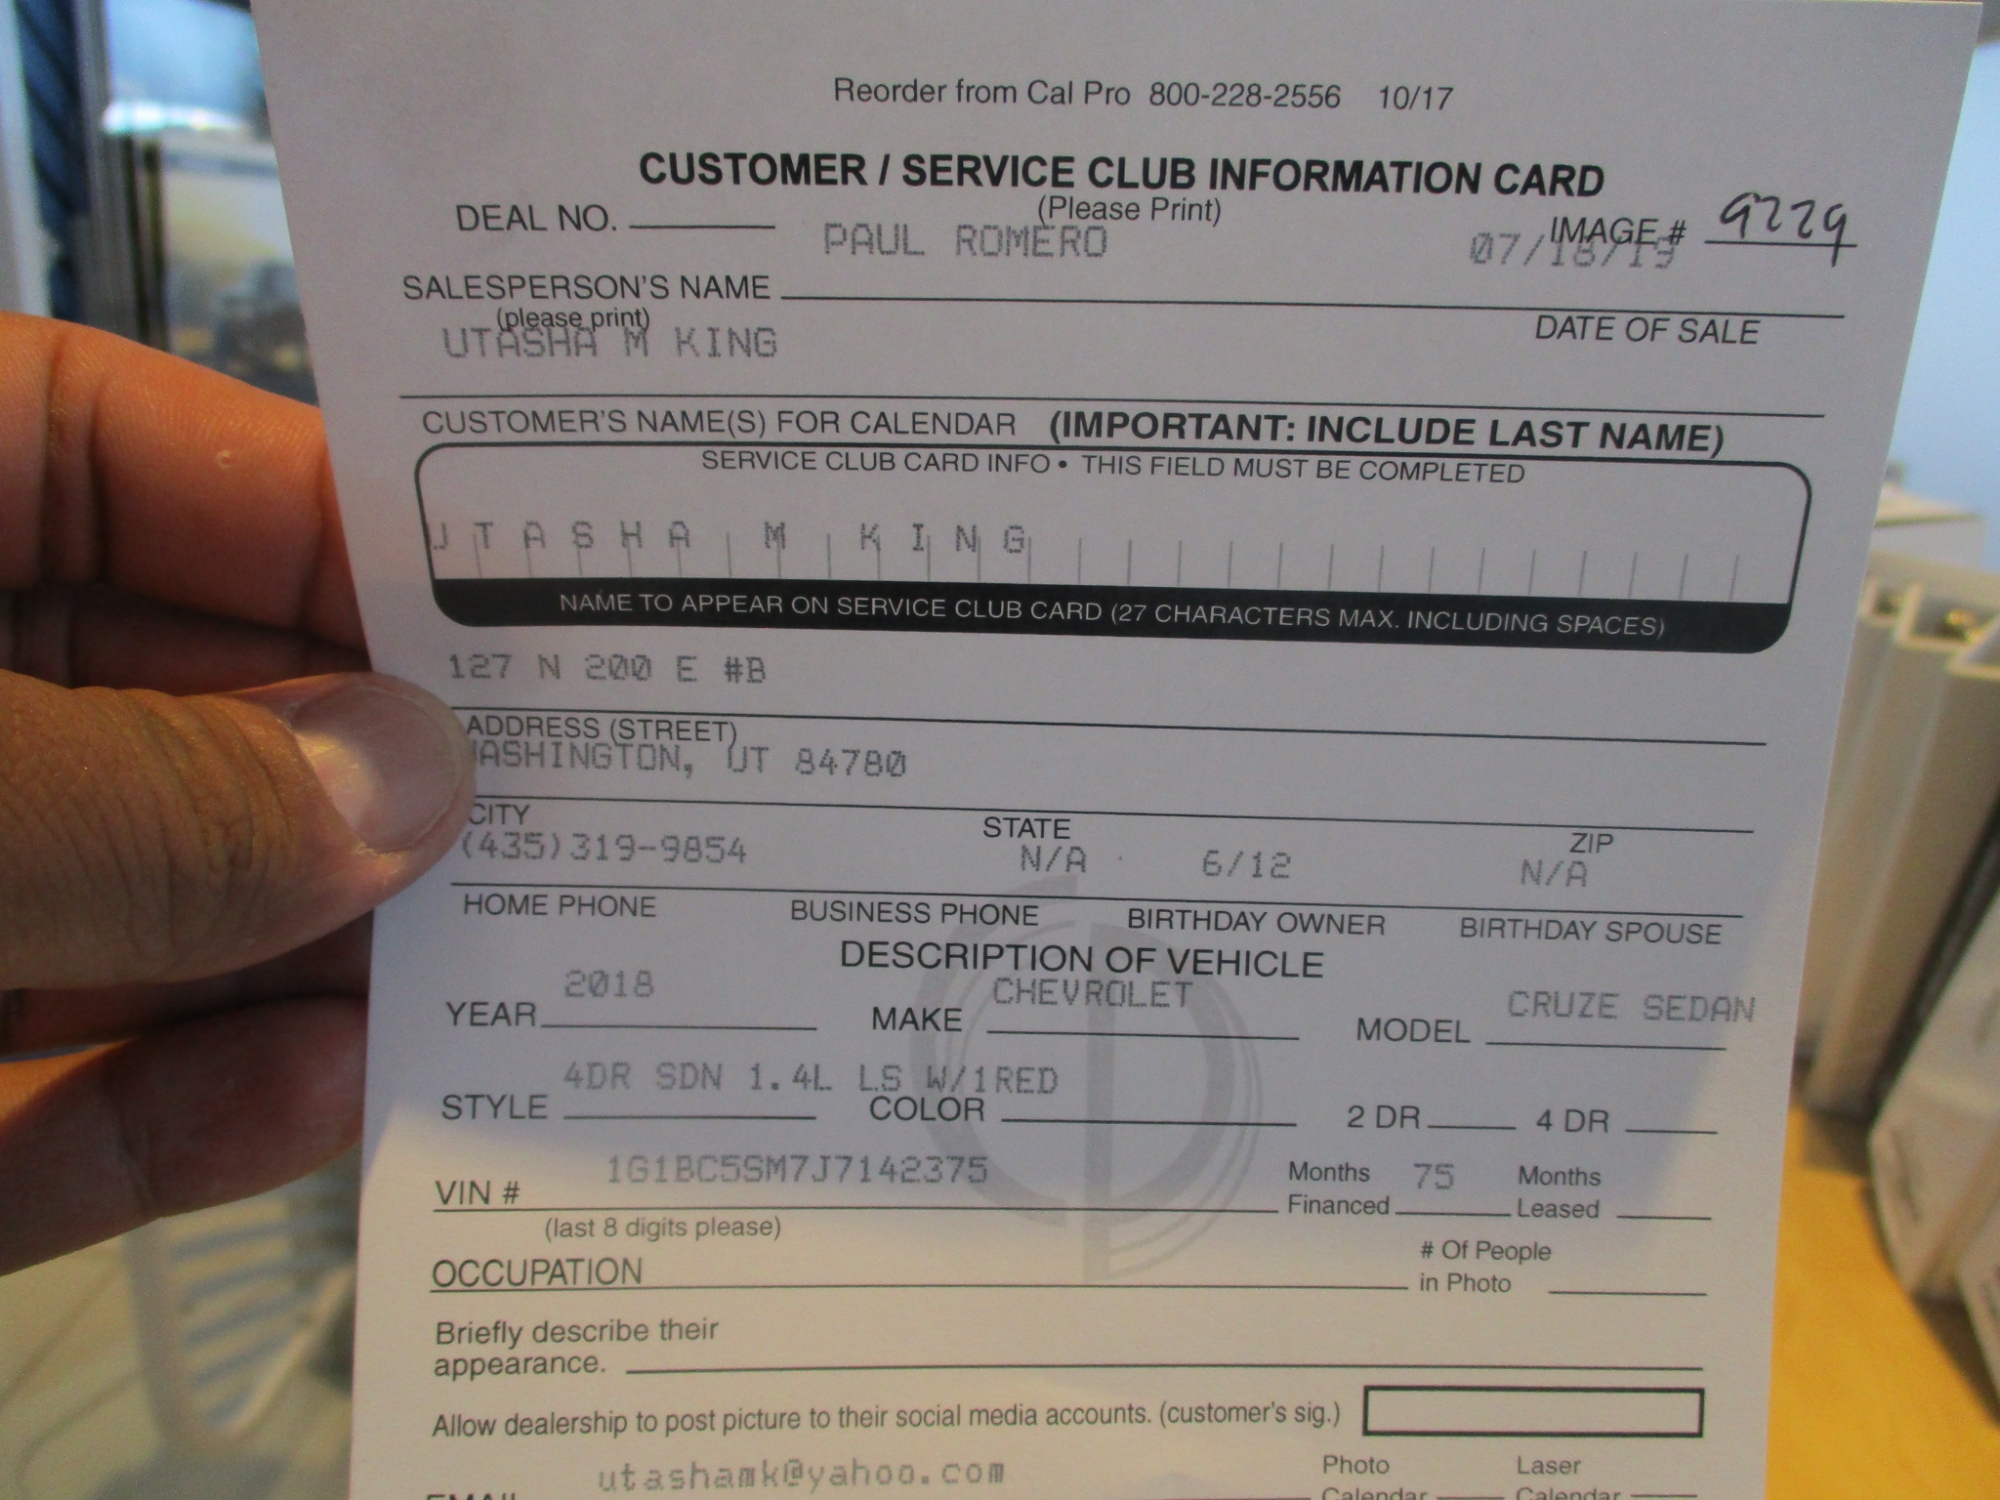 Reorder from Cal Pro 800-228-2556 10/17
CUSTOMER / SERVICE CLUB INFORMATION CARD
(Please Print)
DEAL NO. IMAGE # 9229
PAUL ROMERO 07/18/19
SALESPERSON'S NAME
(please print) DATE OF SALE
UTASHA M KING
CUSTOMER'S NAME(S) FOR CALENDAR (IMPORTANT: INCLUDE LAST NAME)
SERVICE CLUB CARD INFO • THIS FIELD MUST BE COMPLETED
UTASHA M KING
NAME TO APPEAR ON SERVICE CLUB CARD (27 CHARACTERS MAX. INCLUDING SPACES)
127 N 200 E #B
ADDRESS (STREET)
WASHINGTON, UT 84780
CITY STATE ZIP
(435)319-9854 N/A 6/12 N/A
HOME PHONE BUSINESS PHONE BIRTHDAY OWNER BIRTHDAY SPOUSE
DESCRIPTION OF VEHICLE
YEAR 2018 MAKE CHEVROLET MODEL CRUZE SEDAN
4DR SDN 1.4L LS W/1RED
STYLE COLOR 2 DR 4 DR
VIN # 1G1BC5SM7J7142375 Months Financed 75 Months Leased
(last 8 digits please)
OCCUPATION # Of People in Photo
Briefly describe their
appearance.
Allow dealership to post picture to their social media accounts. (customer's sig.)
utashamk@yahoo.com
EMAIL Photo Calendar Laser Calendar